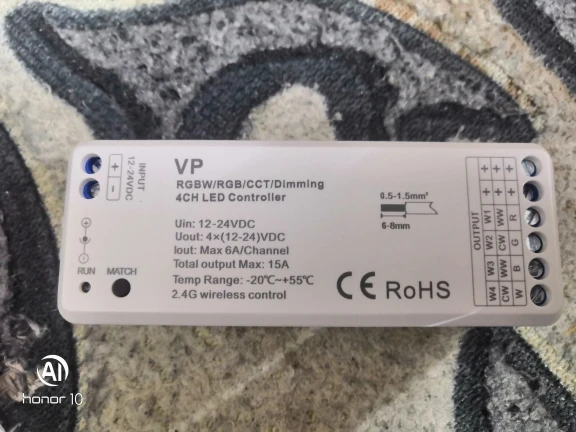 INPUT
12-24VDC
+
−
RUN
MATCH
VP
RGBW/RGB/CCT/Dimming
4CH LED Controller
Uin: 12-24VDC
Uout: 4×(12-24)VDC
Iout: Max 6A/Channel
Total output Max: 15A
Temp Range: -20℃~+55℃
2.4G wireless control
0.5-1.5mm²
6-8mm
CE RoHS
OUTPUT
+ + +
+ + +
W1 WW R
W2 CW G
W3 WW B
W4 CW W
AI
honor 10